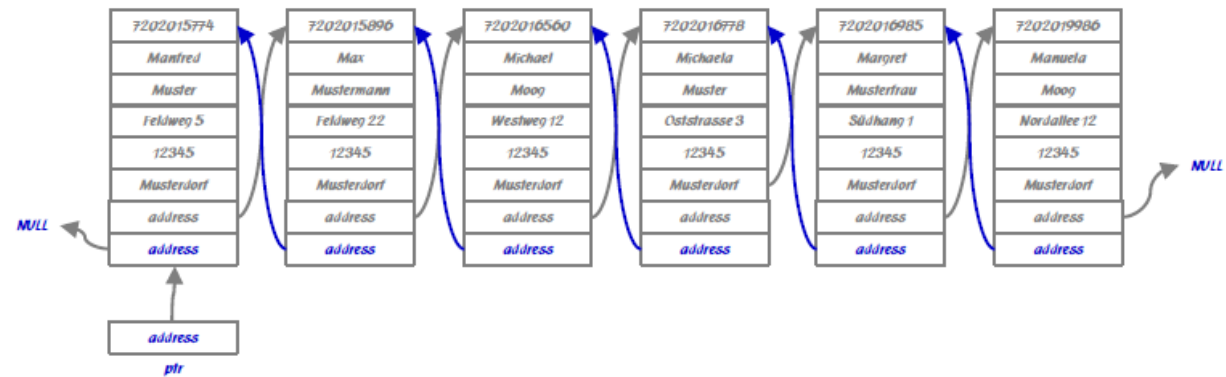 7202015774
Manfred
Muster
Feldweg 5
12345
Musterdorf
address
address
7202015896
Max
Mustermann
Feldweg 22
12345
Musterdorf
address
address
7202016560
Michael
Moog
Westweg 12
12345
Musterdorf
address
address
7202016778
Michaela
Muster
Oststrasse 3
12345
Musterdorf
address
address
7202016985
Margret
Musterfrau
Südhang 1
12345
Musterdorf
address
address
7202019986
Manuela
Moog
Nordallee 12
12345
Musterdorf
address
address
NULL
NULL
address
ptr